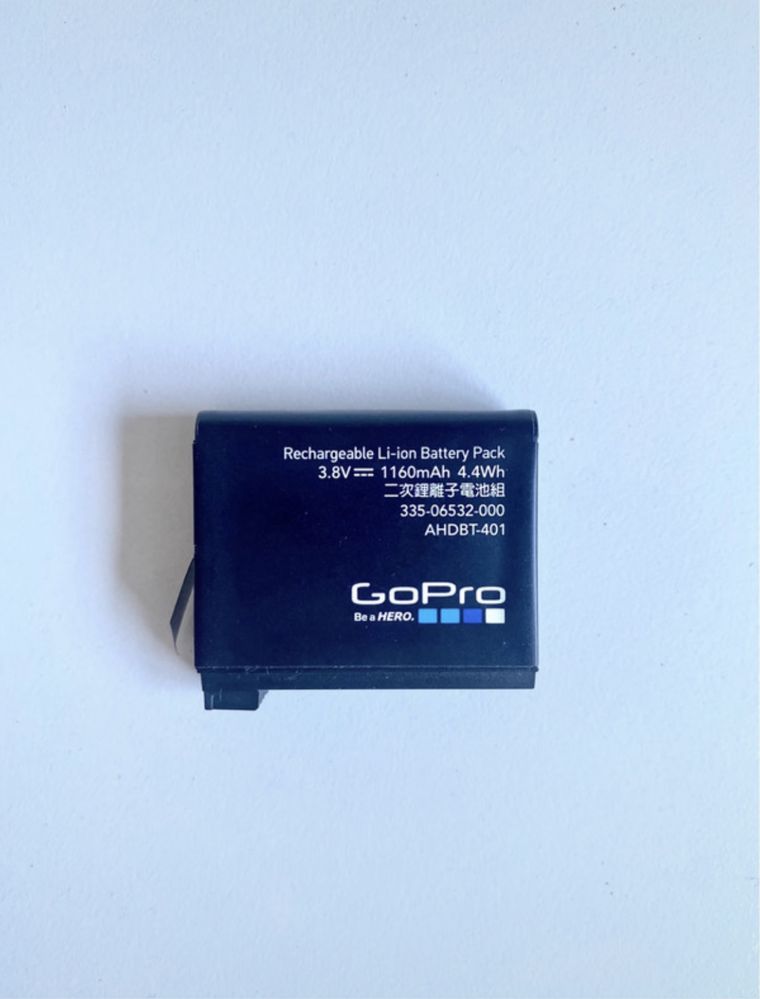 Rechargeable Li-ion Battery Pack
3.8V⎓ 1160mAh 4.4Wh
二次鋰離子電池組
335-06532-000
AHDBT-401
GoPro
Be a HERO.